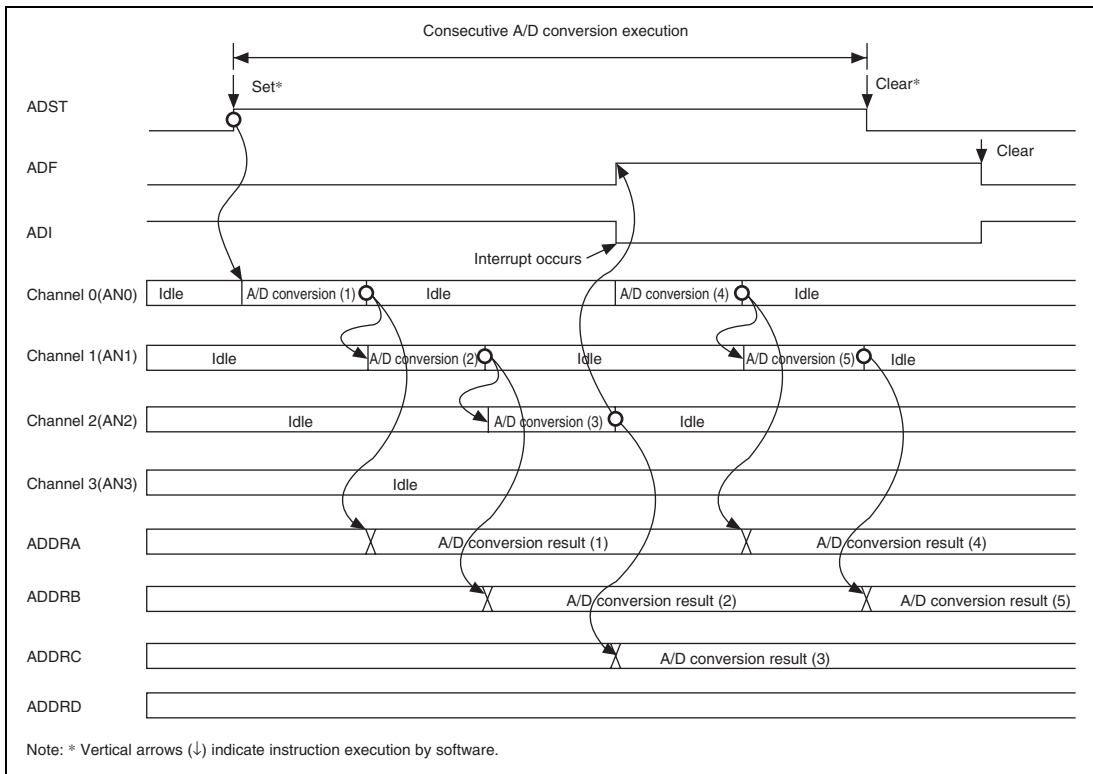 Consecutive A/D conversion execution
Set*
Clear*
ADST
Clear
ADF
ADI
Interrupt occurs
Channel 0(AN0) Idle A/D conversion (1) Idle A/D conversion (4) Idle
Channel 1(AN1) Idle A/D conversion (2) Idle A/D conversion (5) Idle
Channel 2(AN2) Idle A/D conversion (3) Idle
Channel 3(AN3) Idle
ADDRA A/D conversion result (1) A/D conversion result (4)
ADDRB A/D conversion result (2) A/D conversion result (5)
ADDRC A/D conversion result (3)
ADDRD
Note: * Vertical arrows (↓) indicate instruction execution by software.